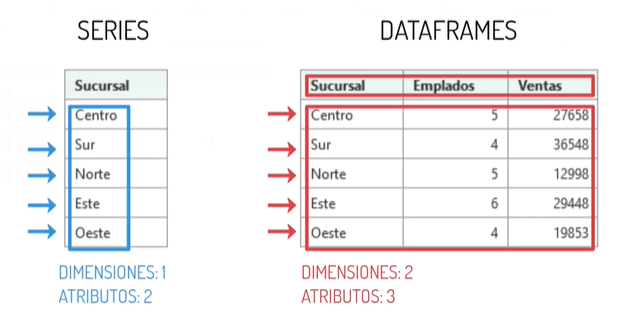 SERIES
Sucursal
Centro
Sur
Norte
Este
Oeste
DIMENSIONES: 1
ATRIBUTOS: 2
DATAFRAMES
Sucursal Emplados Ventas
Centro 5 27658
Sur 4 36548
Norte 5 12998
Este 6 29448
Oeste 4 19853
DIMENSIONES: 2
ATRIBUTOS: 3